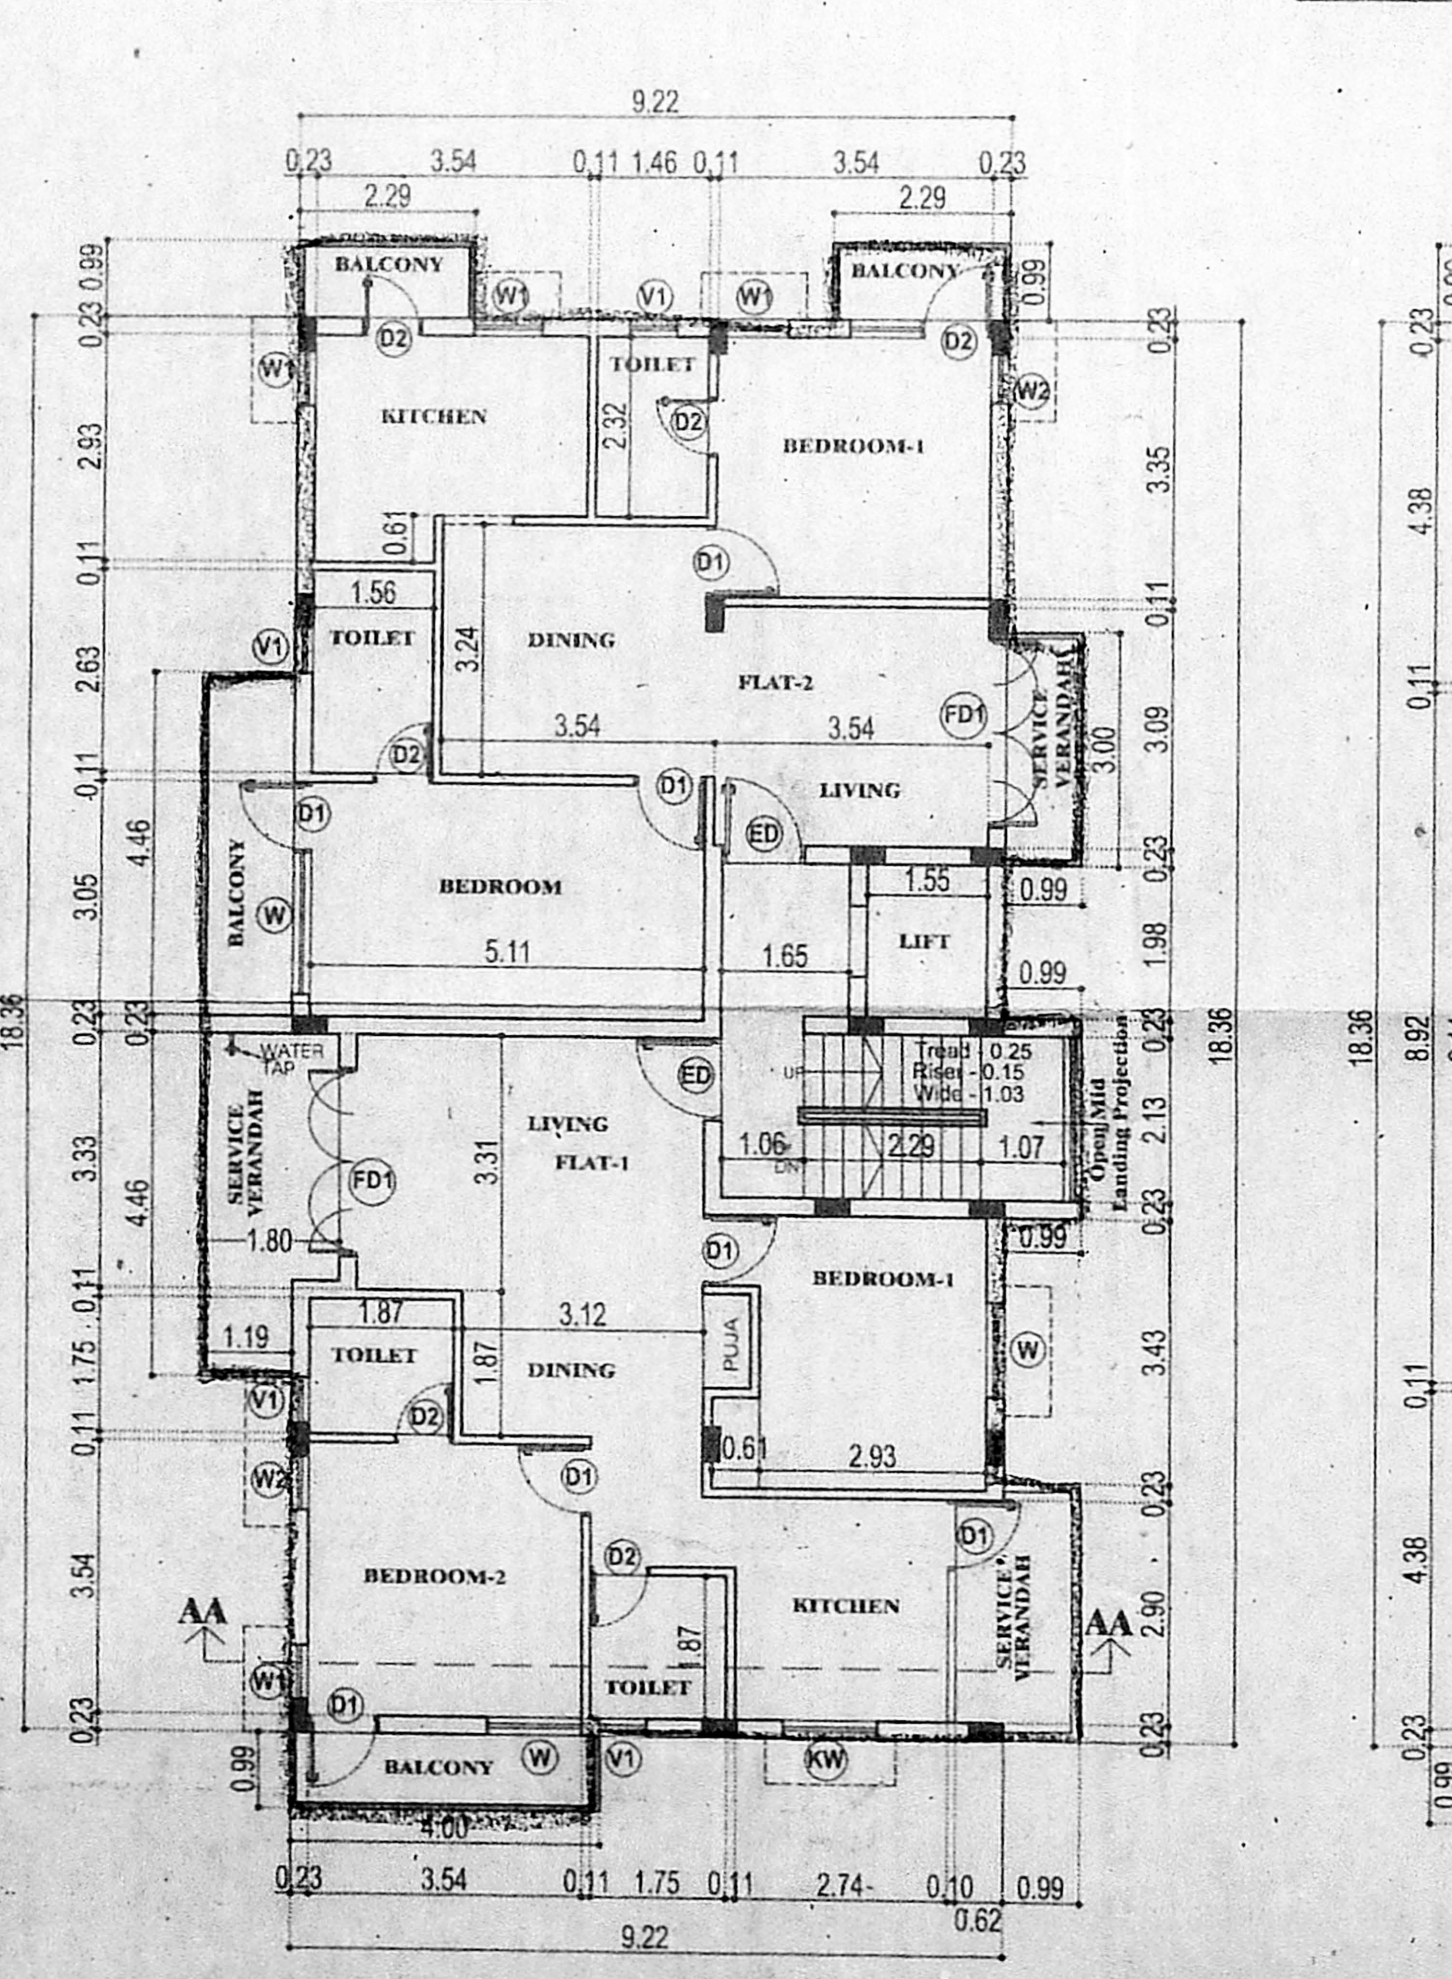 9.22
0.23 3.54 0.11 1.46 0.11 3.54 0.23
2.29 2.29
0.99 BALCONY BALCONY 0.99
W1 V1 W1
0.23 D2 D2 0.23 0.23
W1 TOILET W2
KITCHEN D2
2.93 2.32 BEDROOM-1 3.35 4.38
0.61
0.11 D1
1.56 0.11
V1 TOILET 3.24 DINING
2.63 FLAT-2 0.11
3.54 3.54 FD1 SERVICE
VERANDAH 3.00 3.09
D2
0.11 D1 D1 LIVING
ED
4.46 0.23
BALCONY BEDROOM 1.55 0.99
3.05 W LIFT
5.11 1.65 1.98
0.99
18.36 0.23 0.23 0.23 18.36 18.36 8.92
WATER
TAP
ED UP Tread - 0.25
Riser - 0.15
Wide - 1.03
SERVICE
VERANDAH LIVING Open Mid
Landing Projection 2.13
3.33 3.31 FLAT-1 1.06 2.29 1.07
DN
4.46 FD1 0.23
1.80 D1 0.99
0.11 BEDROOM-1
1.87 3.12
1.19 PUJA W
1.75 TOILET 1.87 DINING 3.43
V1 D2 0.11
0.11 0.61 2.93
W2 D1 0.23
D1
D2
3.54 BEDROOM-2 4.38
KITCHEN SERVICE
VERANDAH 2.90
AA AA
1.87
W1 TOILET
0.23 D1 0.23 0.23
0.99 BALCONY W V1 KW 0.99
4.00
0.23 3.54 0.11 1.75 0.11 2.74 0.10 0.99
0.62
9.22